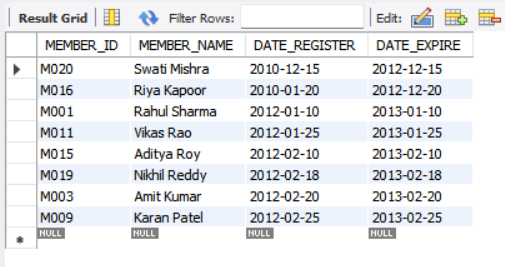 Result Grid Filter Rows: Edit:
MEMBER_ID MEMBER_NAME DATE_REGISTER DATE_EXPIRE
M020 Swati Mishra 2010-12-15 2012-12-15
M016 Riya Kapoor 2010-01-20 2012-12-20
M001 Rahul Sharma 2012-01-10 2013-01-10
M011 Vikas Rao 2012-01-25 2013-01-25
M015 Aditya Roy 2012-02-10 2013-02-10
M019 Nikhil Reddy 2012-02-18 2013-02-18
M003 Amit Kumar 2012-02-20 2013-02-20
M009 Karan Patel 2012-02-25 2013-02-25
NULL NULL NULL NULL